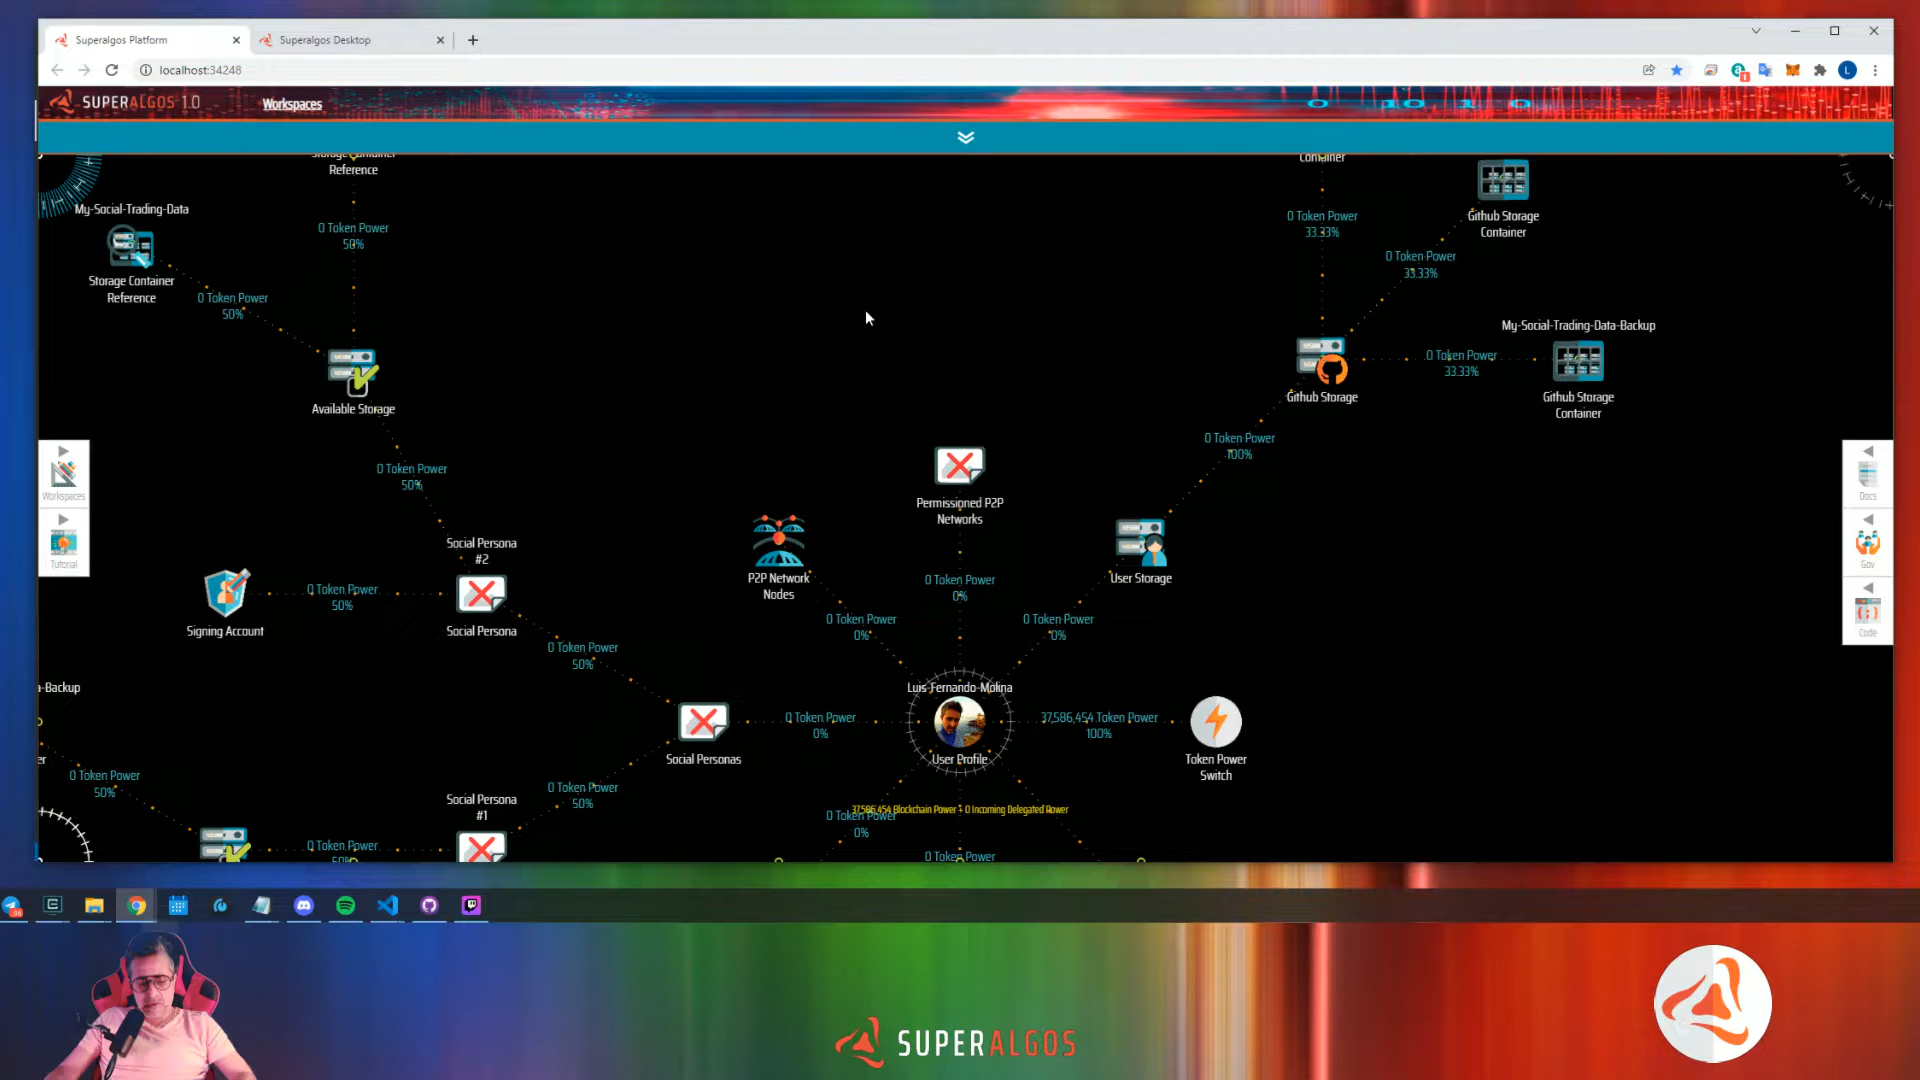 Superalgos Platform
Superalgos Desktop
localhost:34248
SUPERALGOS 1.0
Workspaces
Reference
0 Token Power
50%
My-Social-Trading-Data
Storage Container
Reference
0 Token Power
50%
Available Storage
0 Token Power
50%
Container
0 Token Power
33.33%
Github Storage
Container
0 Token Power
33.33%
My-Social-Trading-Data-Backup
0 Token Power
33.33%
Github Storage
Github Storage
Container
0 Token Power
100%
Workspaces
Tutorial
Docs
Gov
Code
Permissioned P2P
Networks
0 Token Power
0%
P2P Network
Nodes
0 Token Power
0%
User Storage
0 Token Power
0%
Social Persona
#2
Social Persona
Signing Account
0 Token Power
50%
0 Token Power
50%
a-Backup
er
Social Personas
0 Token Power
0%
Luis-Fernando-Molina
User Profile
37,586,454 Token Power
100%
Token Power
Switch
0 Token Power
50%
Social Persona
#1
0 Token Power
50%
0 Token Power
50%
37,586,454 Blockchain Power + 0 Incoming Delegated Power
0 Token Power
0%
0 Token Power
SUPERALGOS